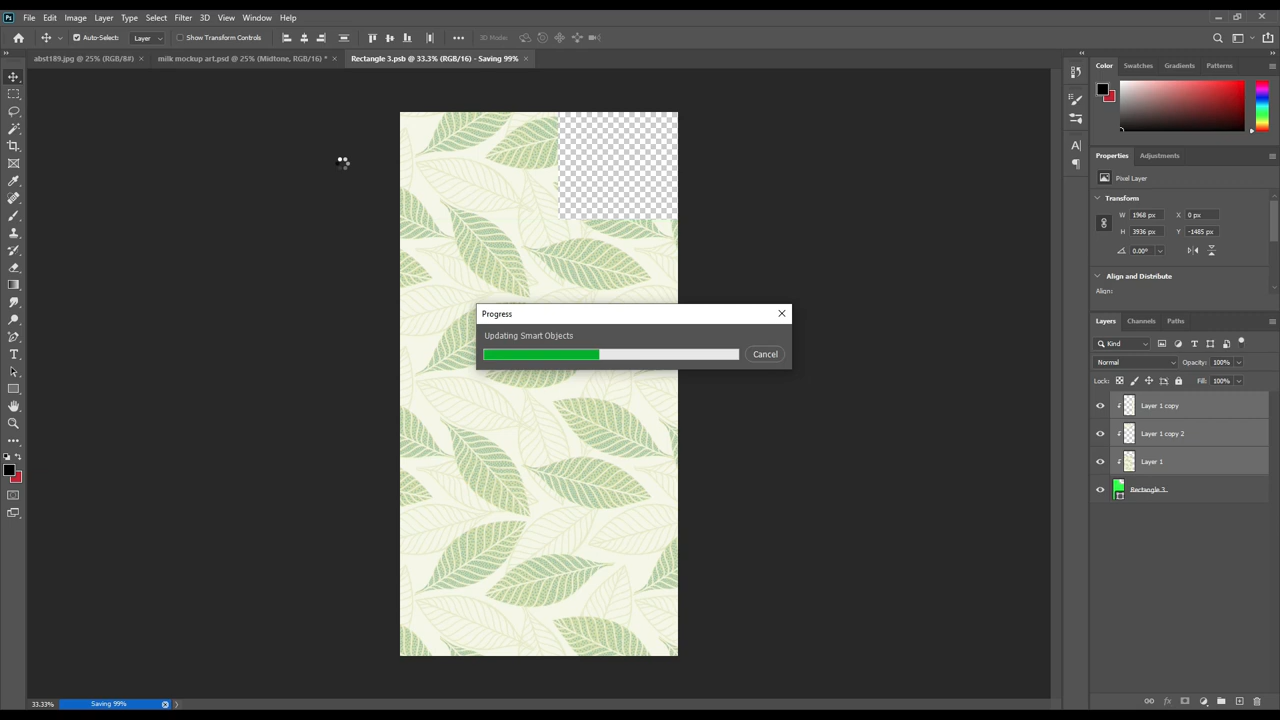 Ps File Edit Image Layer Type Select Filter 3D View Window Help
Auto-Select: Layer Show Transform Controls 3D Mode:
abst189.jpg @ 25% (RGB/8#) milk mockup art.psd @ 25% (Midtone, RGB/16) * Rectangle 3.psb @ 33.3% (RGB/16) - Saving 99%
Color Swatches Gradients Patterns
Properties Adjustments
Pixel Layer
Transform
W 1968 px X 0 px
H 3936 px Y -1485 px
0.00°
Align and Distribute
Align:
Progress
Updating Smart Objects
Cancel
Layers Channels Paths
Kind
Normal Opacity: 100%
Lock: Fill: 100%
Layer 1 copy
Layer 1 copy 2
Layer 1
Rectangle 3
33.33% Saving 99%